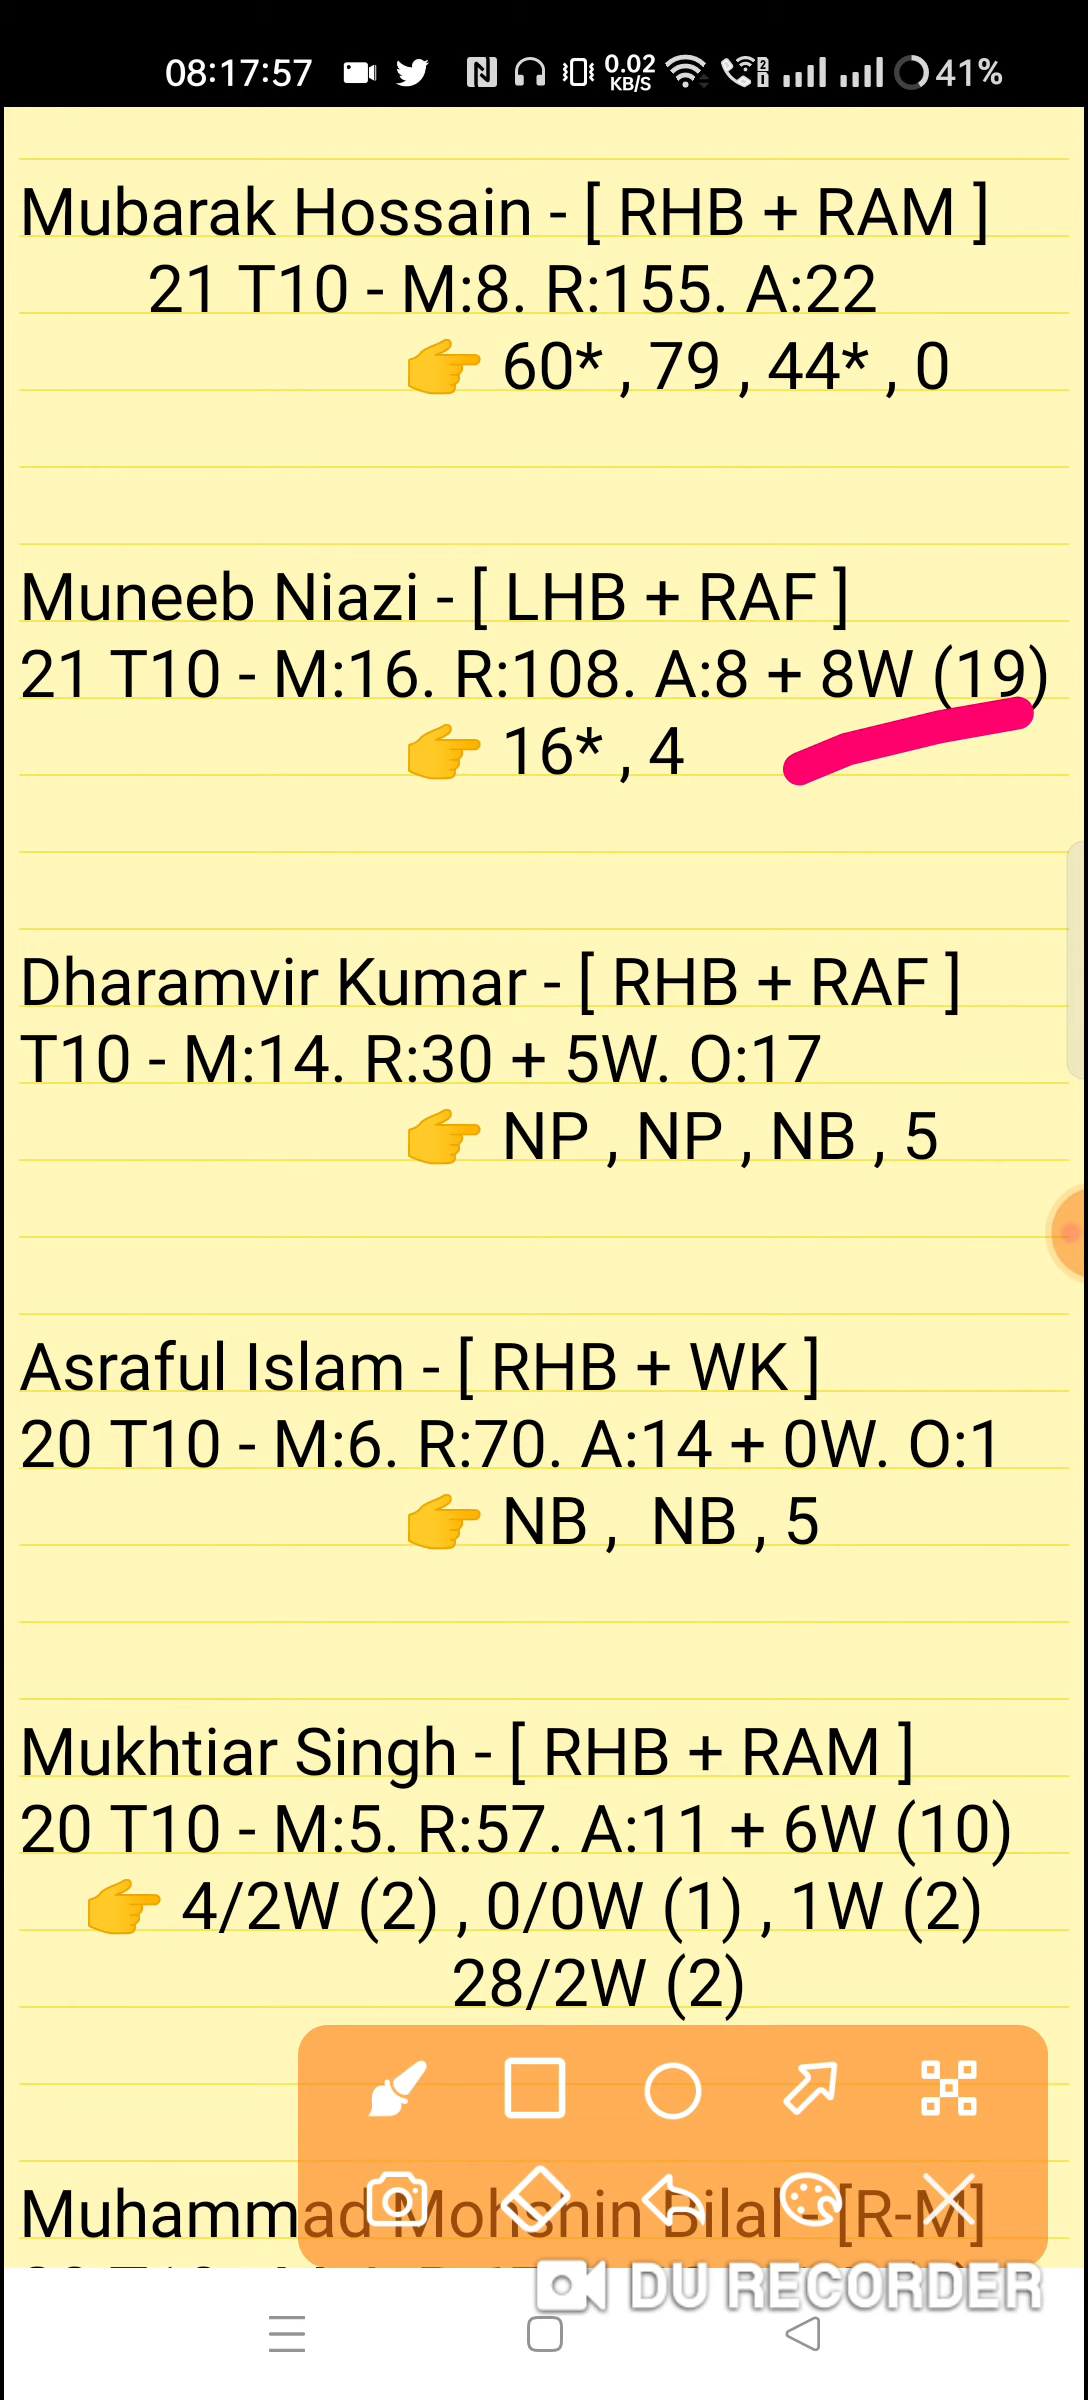 08:17:57 0.02 KB/S 2 1 41%
Mubarak Hossain - [ RHB + RAM ]
21 T10 - M:8. R:155. A:22
👉 60* , 79 , 44* , 0
Muneeb Niazi - [ LHB + RAF ]
21 T10 - M:16. R:108. A:8 + 8W (19)
👉 16* , 4
Dharamvir Kumar - [ RHB + RAF ]
T10 - M:14. R:30 + 5W. O:17
👉 NP , NP , NB , 5
Asraful Islam - [ RHB + WK ]
20 T10 - M:6. R:70. A:14 + 0W. O:1
👉 NB , NB , 5
Mukhtiar Singh - [ RHB + RAM ]
20 T10 - M:5. R:57. A:11 + 6W (10)
👉 4/2W (2) , 0/0W (1) , 1W (2)
28/2W (2)
Muhammad Mohsnin Bilal - [R-M]
DU RECORDER